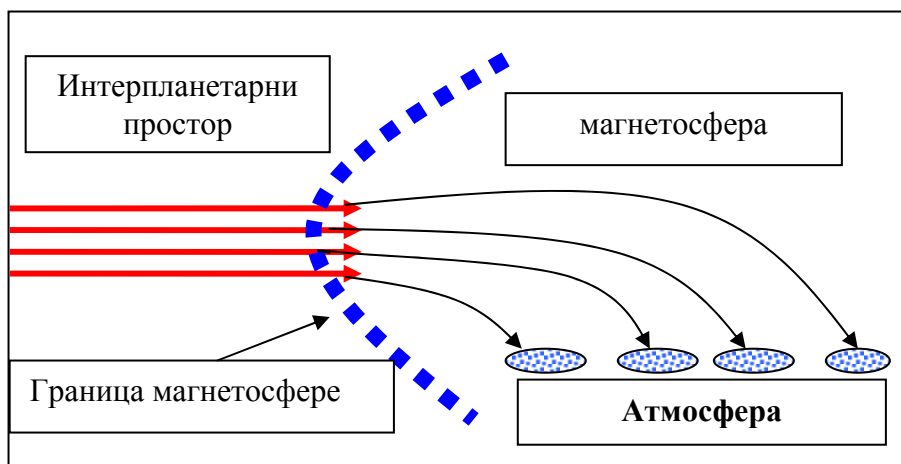 Интерпланетарни
простор
магнетосфера
Граница магнетосфере
Атмосфера